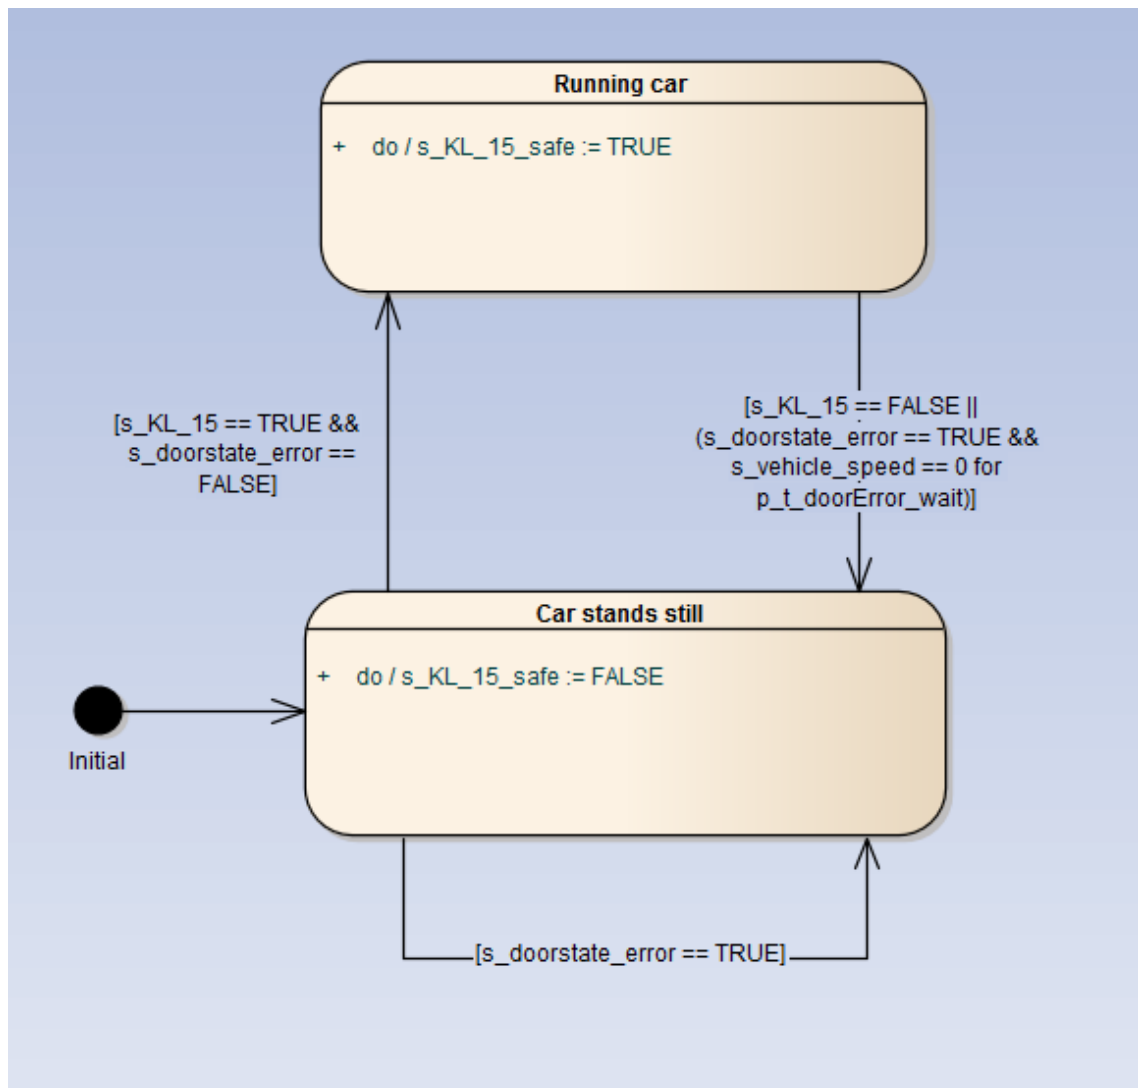 Running car
+ do / s_KL_15_safe := TRUE
[s_KL_15 == TRUE &&
s_doorstate_error ==
FALSE]
[s_KL_15 == FALSE ||
(s_doorstate_error == TRUE &&
s_vehicle_speed == 0 for
p_t_doorError_wait)]
Car stands still
+ do / s_KL_15_safe := FALSE
Initial
[s_doorstate_error == TRUE]